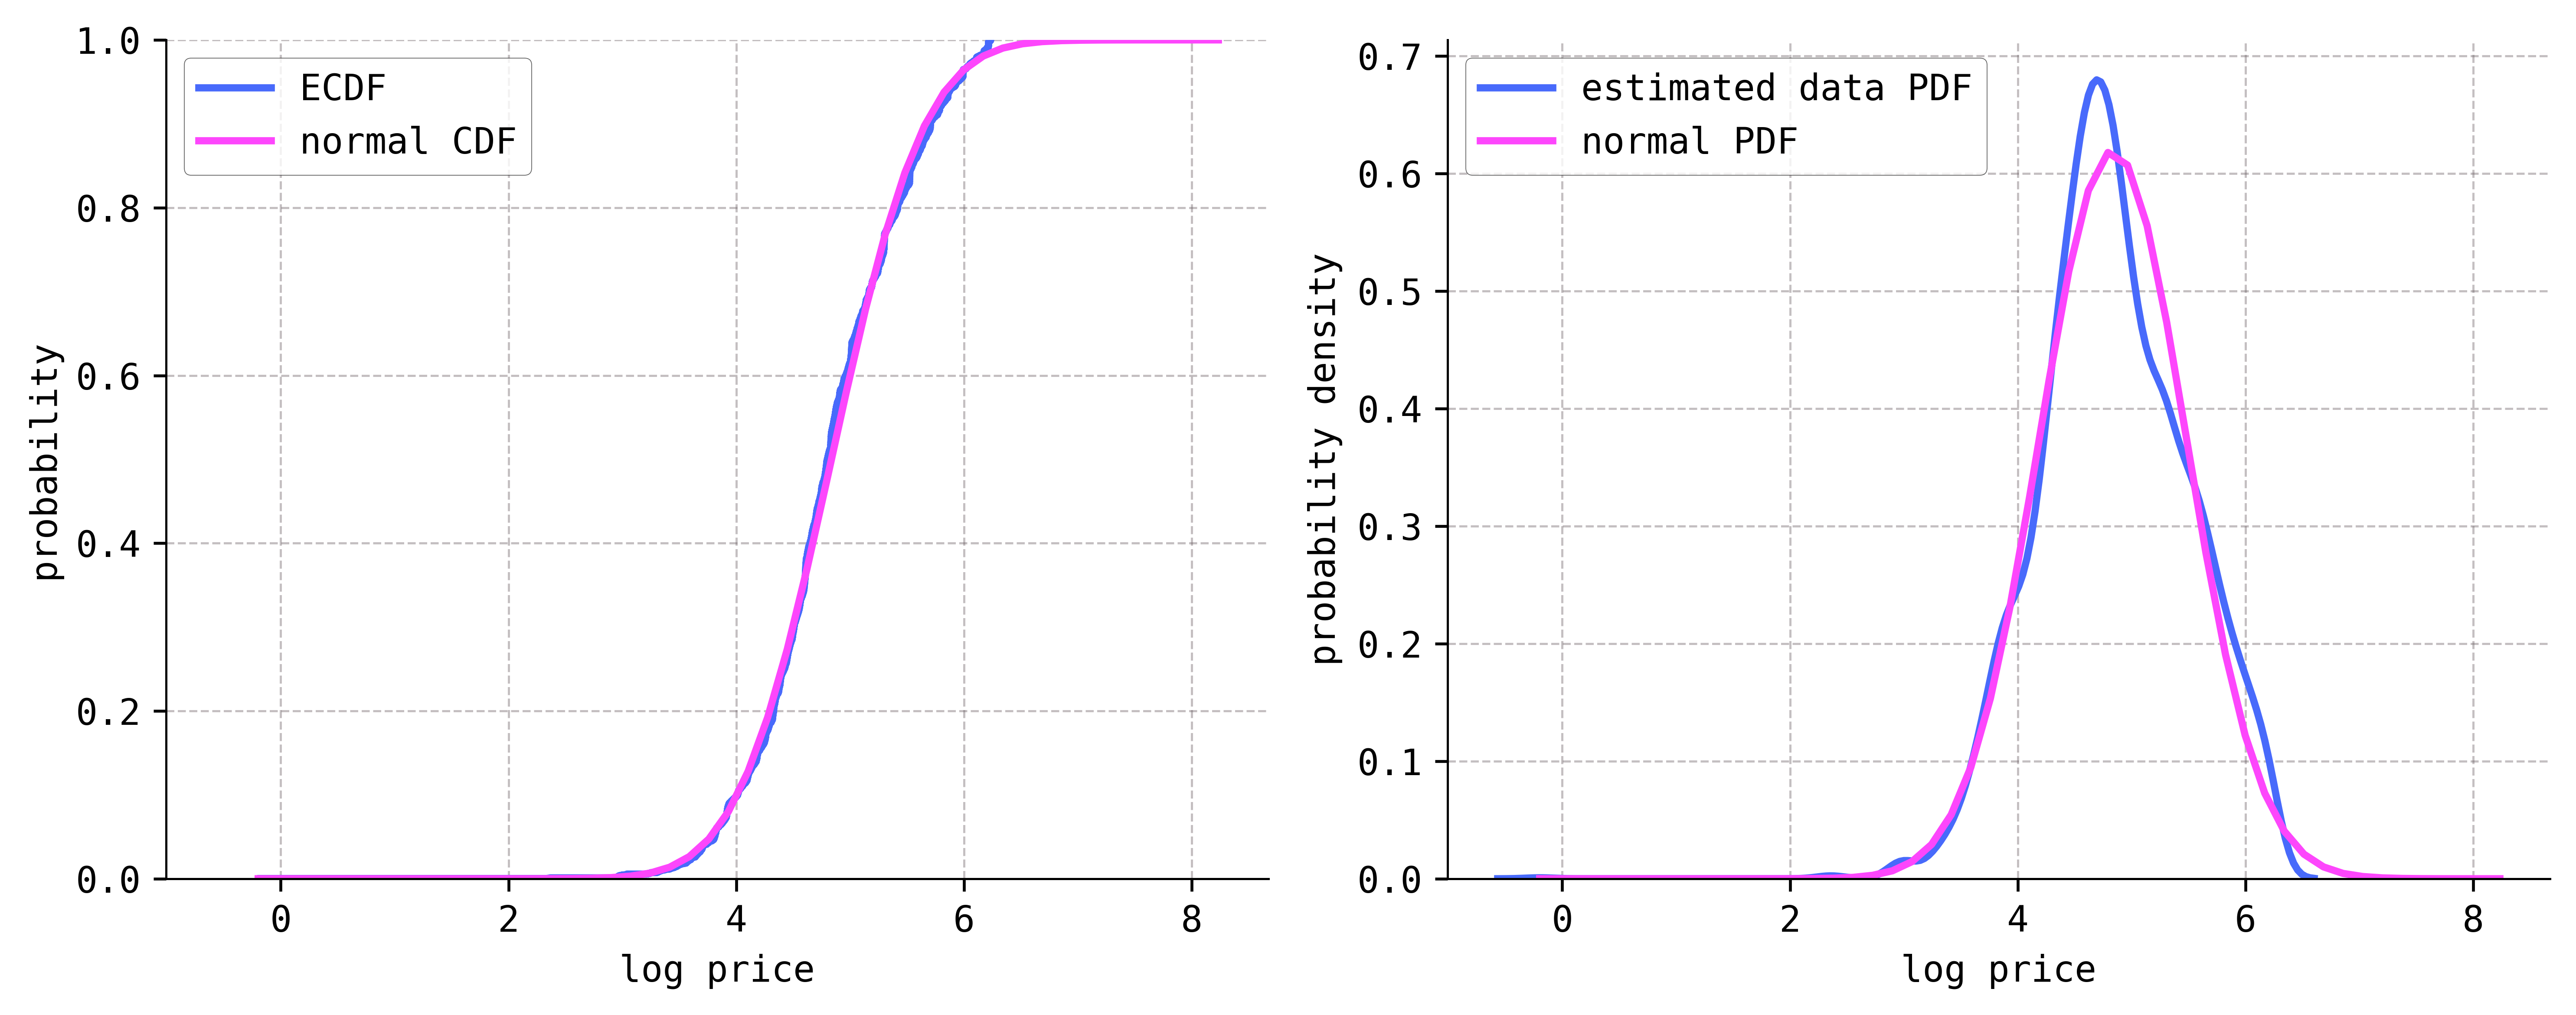 1.0
0.8
0.6
0.4
0.2
0.0
probability
ECDF
normal CDF
0 2 4 6 8
log price
0.7
0.6
0.5
0.4
0.3
0.2
0.1
0.0
probability density
estimated data PDF
normal PDF
0 2 4 6 8
log price